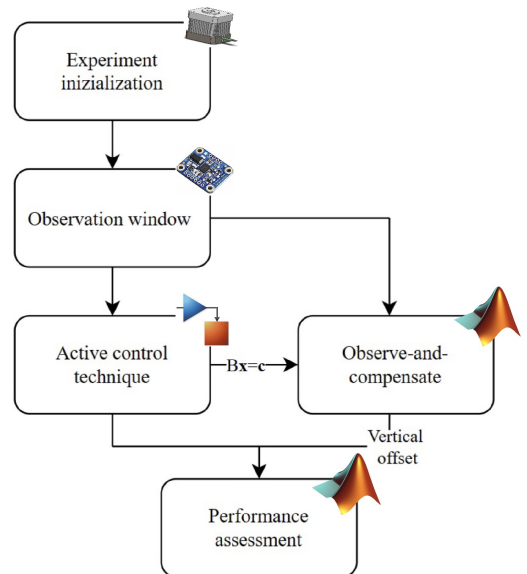 Experiment
inizialization
Observation window
Active control
technique
Bx=c
Observe-and-
compensate
Vertical
offset
Performance
assessment